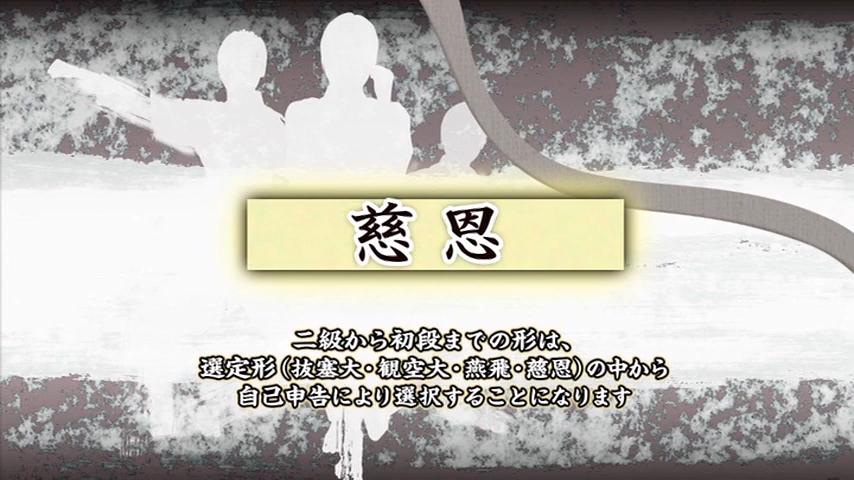 慈恩
二級から初段までの形は、
選定形（抜塞大・観空大・燕飛・慈恩）の中から
自己申告により選択することになります